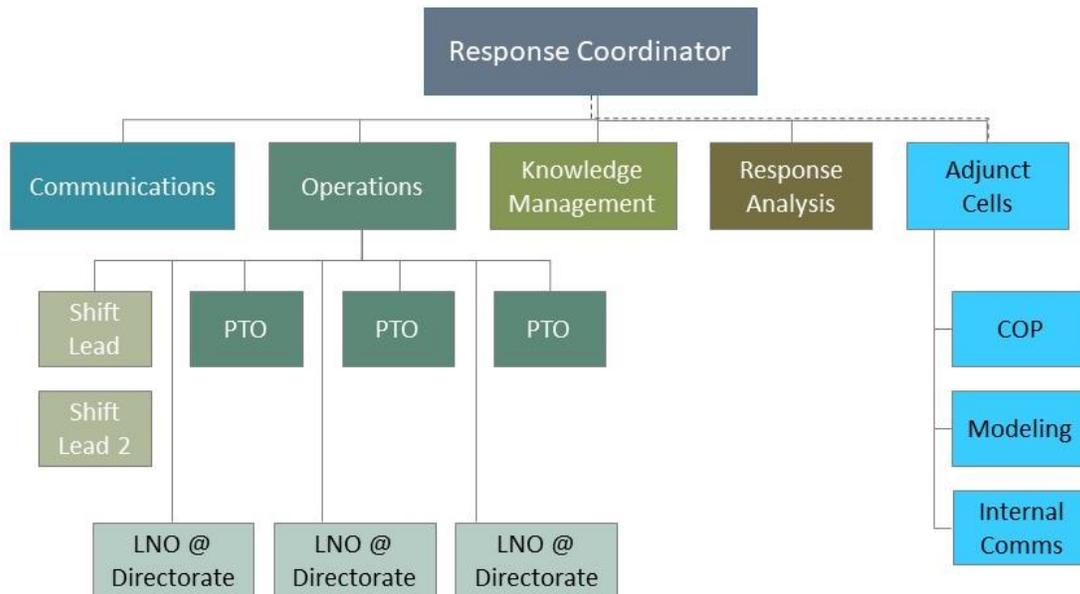 Response Coordinator
Communications
Operations
Knowledge
Management
Response
Analysis
Adjunct
Cells
Shift
Lead
PTO
PTO
PTO
COP
Shift
Lead 2
Modeling
LNO @
Directorate
LNO @
Directorate
LNO @
Directorate
Internal
Comms